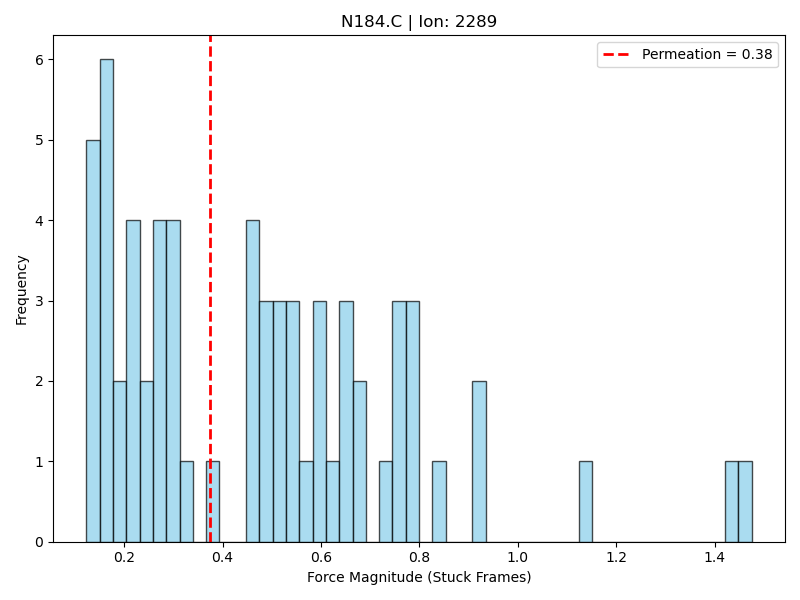 N184.C | Ion: 2289
Permeation = 0.38
Frequency
6
5
4
3
2
1
0
0.2 0.4 0.6 0.8 1.0 1.2 1.4
Force Magnitude (Stuck Frames)